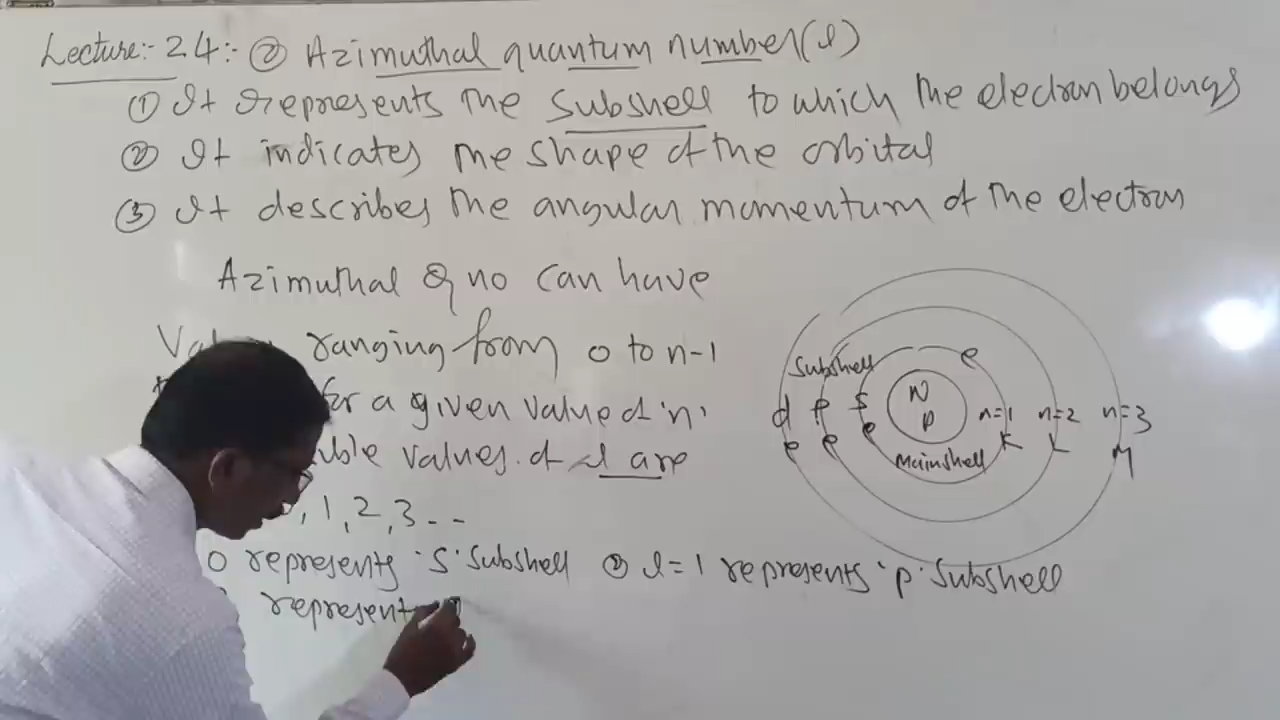 Lecture:- 24:- ② Azimuthal quantum number(l)
① It represents the subshell to which the electron belongs
② It indicates the shape of the orbital
③ It describes the angular momentum of the electron
Azimuthal Q no can have
ranging from 0 to n-1
for a given value of 'n'
values of l are
, 1, 2, 3 - -
0 represents 's' subshell ② l=1 represents 'p' subshell
represent
Subshell
e
N
P
d p s
n=1 n=2 n=3
e e e
K L M
Mainshell